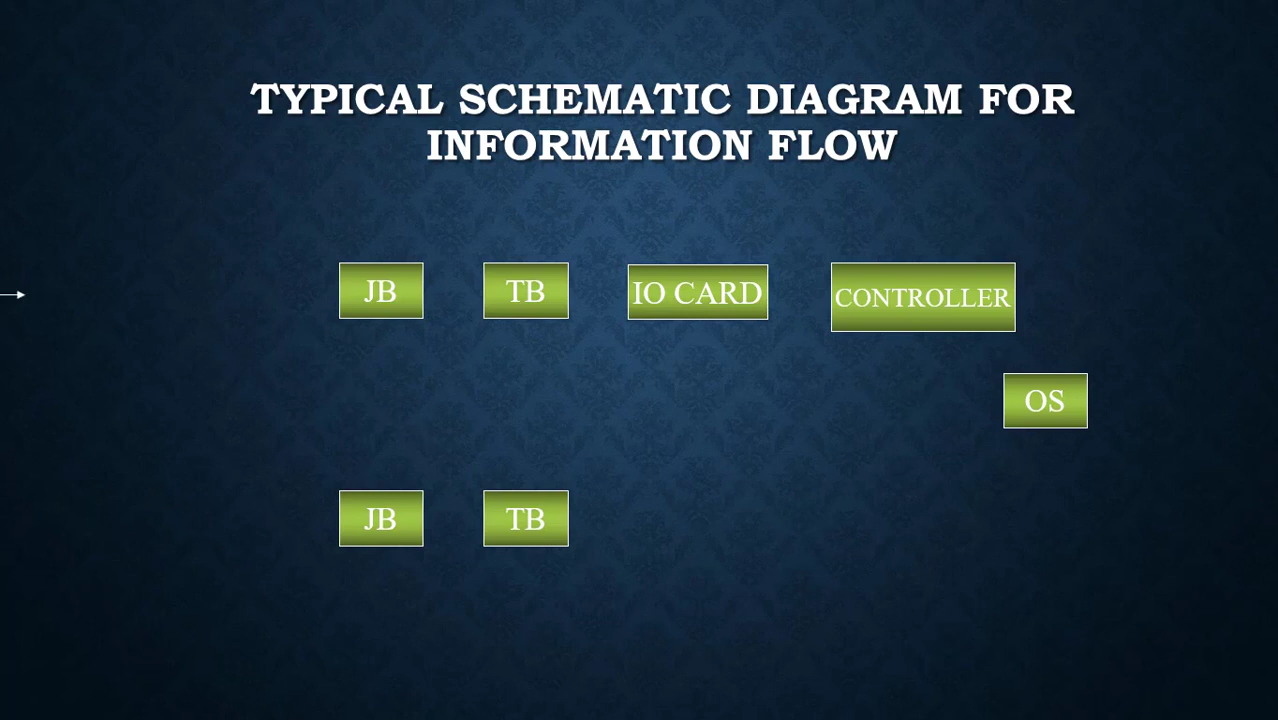 TYPICAL SCHEMATIC DIAGRAM FOR
INFORMATION FLOW
JB
TB
IO CARD
CONTROLLER
OS
JB
TB